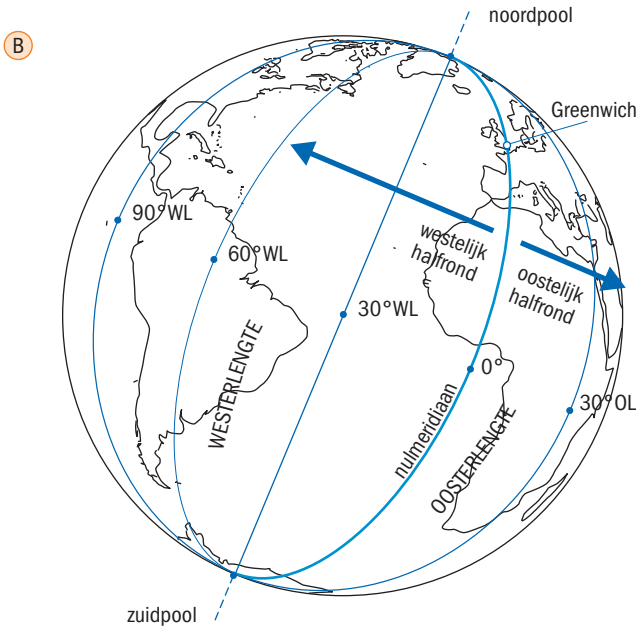 noordpool
B
Greenwich
90°WL
westelijk
halfrond
60°WL
oostelijk
halfrond
30°WL
WESTERLENGTE
0°
nulmeridiaan
30°OL
OOSTERLENGTE
zuidpool